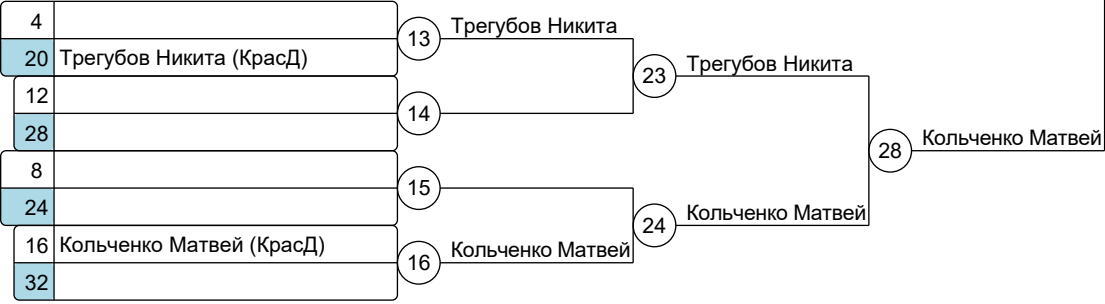 4
20 Трегубов Никита (КрасД)
13 Трегубов Никита
12
28
14
23 Трегубов Никита
8
24
15
16 Кольченко Матвей (КрасД)
32
16 Кольченко Матвей
24 Кольченко Матвей
28 Кольченко Матвей